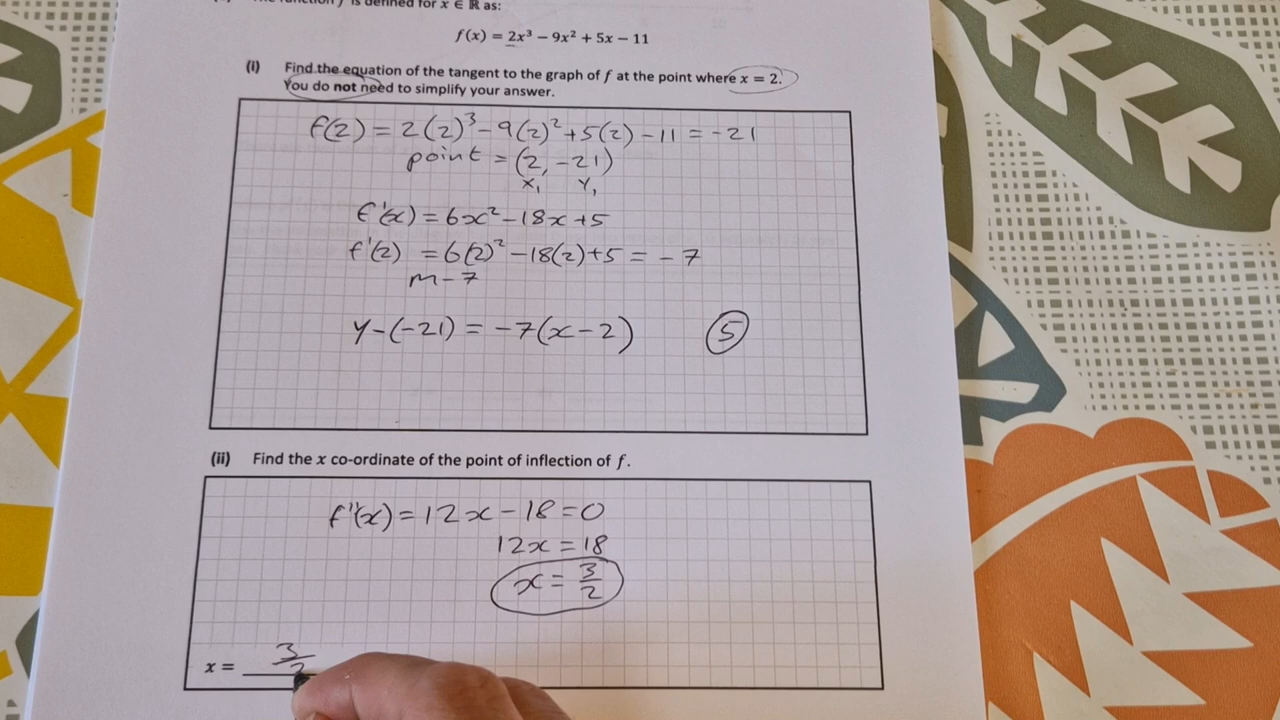 function f is defined for x ∈ ℝ as:
f(x) = 2x³ − 9x² + 5x − 11
(i) Find the equation of the tangent to the graph of f at the point where x = 2.
You do not need to simplify your answer.
f(2) = 2(2)³ − 9(2)² + 5(2) − 11 = −21
point = (2, −21)
x₁ y₁
f'(x) = 6x² − 18x + 5
f'(2) = 6(2)² − 18(2) + 5 = −7
m − 7
y − (−21) = −7(x − 2) 5
(ii) Find the x co-ordinate of the point of inflection of f.
f''(x) = 12x − 18 = 0
12x = 18
x = 3/2
x = 3/2